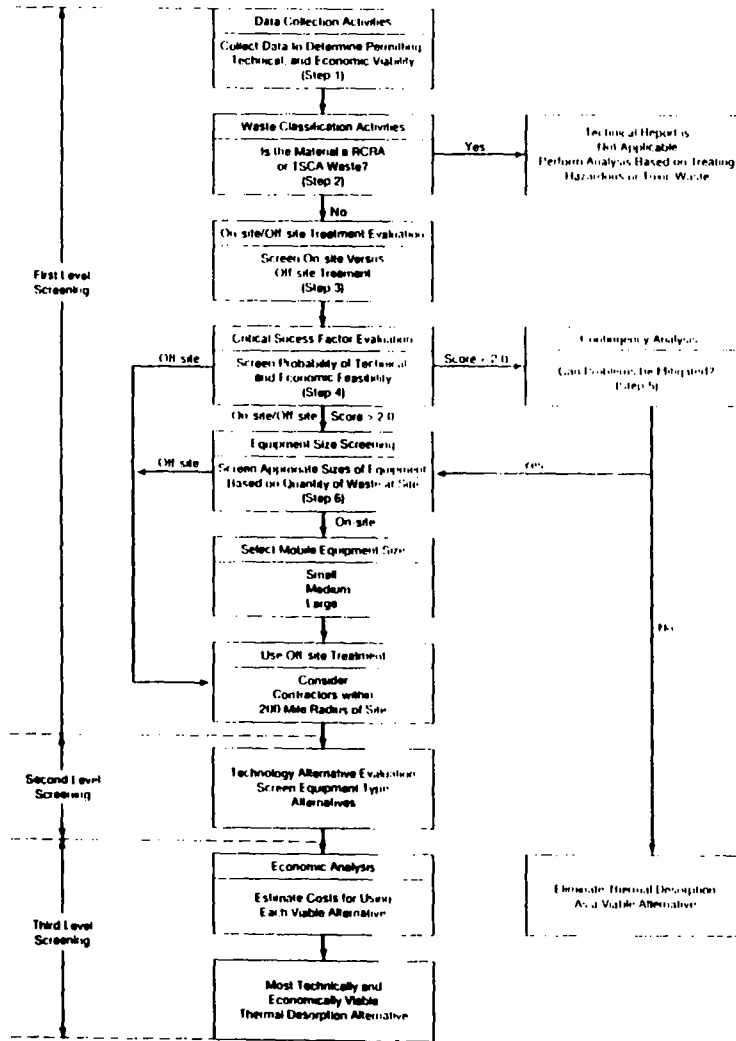 Data Collection Activities
Collect Data to Determine Permitting,
Technical, and Economic Viability
(Step 1)
Waste Classification Activities
Is the Material a RCRA
or TSCA Waste?
(Step 2)
Yes
Technical Report is
Not Applicable
Perform Analysis Based on Treating
Hazardous or Toxic Waste
No
On-site/Off-site Treatment Evaluation
Screen On-site Versus
Off-site Treament
(Step 3)
First Level
Screening
Critical Sucess Factor Evaluation
Screen Probability of Technical
and Economic Feasibility
(Step 4)
Off-site
Score < 2.0
Contingency Analysis
Can Problems be Mitigated?
(Step 5)
On-site/Off-site
Score > 2.0
Equipment Size Screening
Screen Approriate Sizes of Equipment
Based on Quantity of Waste at Site
(Step 6)
Off-site
Yes
On-site
Select Mobile Equipment Size
Small
Medium
Large
No
Use Off-site Treatment
Consider
Contractors within
200 Mile Radius of Site
Second Level
Screening
Technology Alternative Evaluation
Screen Equipment Type
Alternatives
Third Level
Screening
Economic Analysis
Estimate Costs for Using
Each Viable Alternative
Eliminate Thermal Desorption
As a Viable Alternative
Most Technically and
Economically Viable
Thermal Desorption Alternative